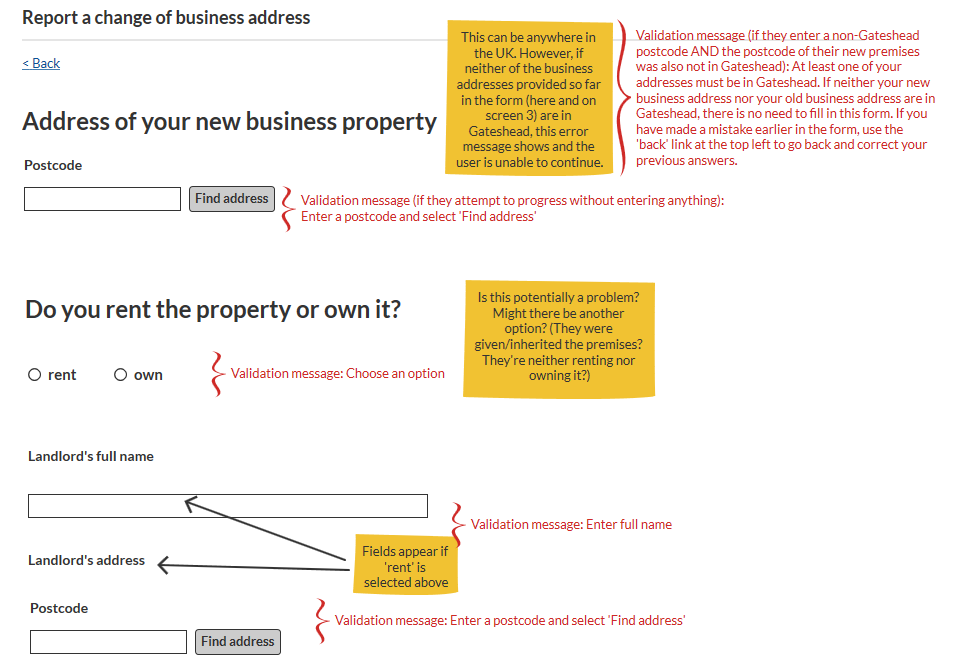 Report a change of business address
< Back
Address of your new business property
This can be anywhere in
the UK. However, if
neither of the business
addresses provided so far
in the form (here and on
screen 3) are in
Gateshead, this error
message shows and the
user is unable to continue.
Validation message (if they enter a non-Gateshead
postcode AND the postcode of their new premises
was also not in Gateshead): At least one of your
addresses must be in Gateshead. If neither your new
business address nor your old business address are in
Gateshead, there is no need to fill in this form. If you
have made a mistake earlier in the form, use the
'back' link at the top left to go back and correct your
previous answers.
Postcode
Find address
Validation message (if they attempt to progress without entering anything):
Enter a postcode and select 'Find address'
Do you rent the property or own it?
Is this potentially a problem?
Might there be another
option? (They were
given/inherited the premises?
They're neither renting nor
owning it?)
rent
own
Validation message: Choose an option
Landlord's full name
Validation message: Enter full name
Landlord's address
Fields appear if
'rent' is
selected above
Postcode
Find address
Validation message: Enter a postcode and select 'Find address'